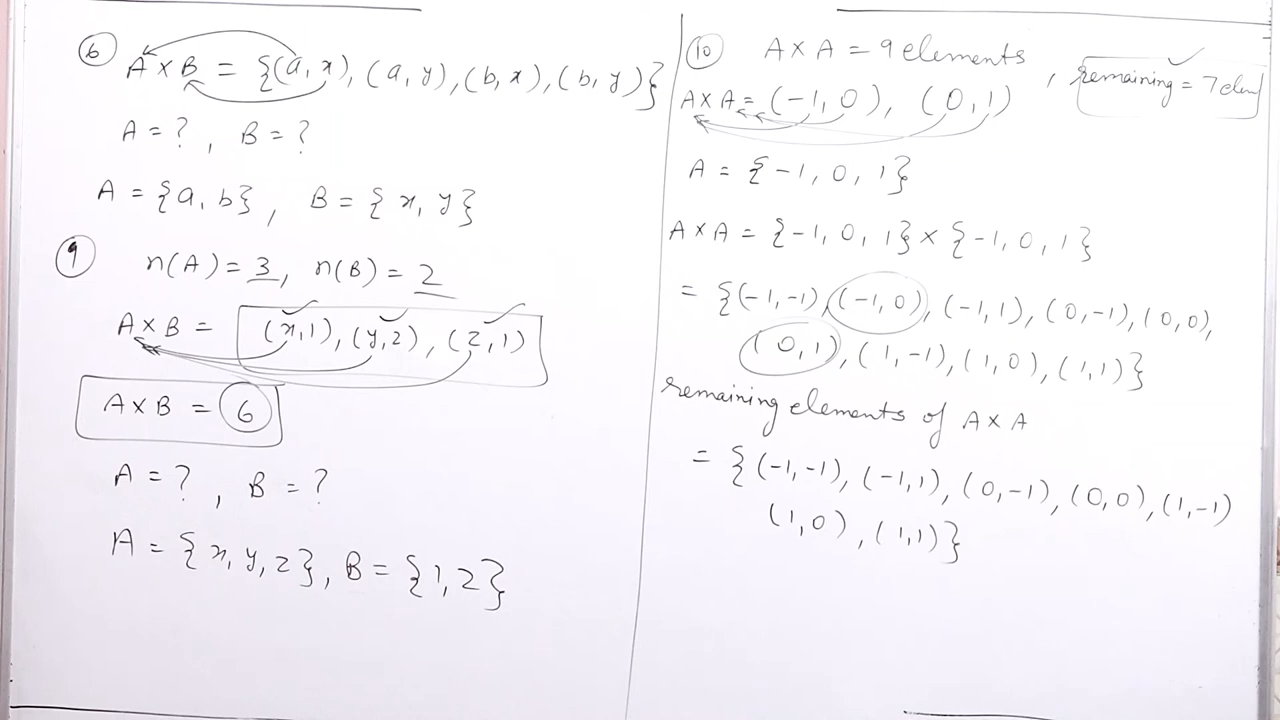 ⑥ A × B = {(a, x), (a, y), (b, x), (b, y)}
A = ? , B = ?
A = {a, b} , B = { x, y}
⑨ n(A) = 3, n(B) = 2
A × B = (x,1), (y,2), (z,1)
A × B = 6
A = ? , B = ?
A = {x, y, z}, B = {1, 2}
⑩ A × A = 9 elements , remaining = 7 elem
A × A = (-1, 0), (0, 1)
A = {-1, 0, 1}
A × A = {-1, 0, 1} × {-1, 0, 1}
= {(-1,-1), (-1, 0), (-1, 1), (0, -1), (0, 0),
(0, 1), (1, -1), (1, 0), (1,1)}
remaining elements of A × A
= {(-1,-1), (-1,1), (0,-1), (0,0), (1,-1)
(1,0), (1,1)}